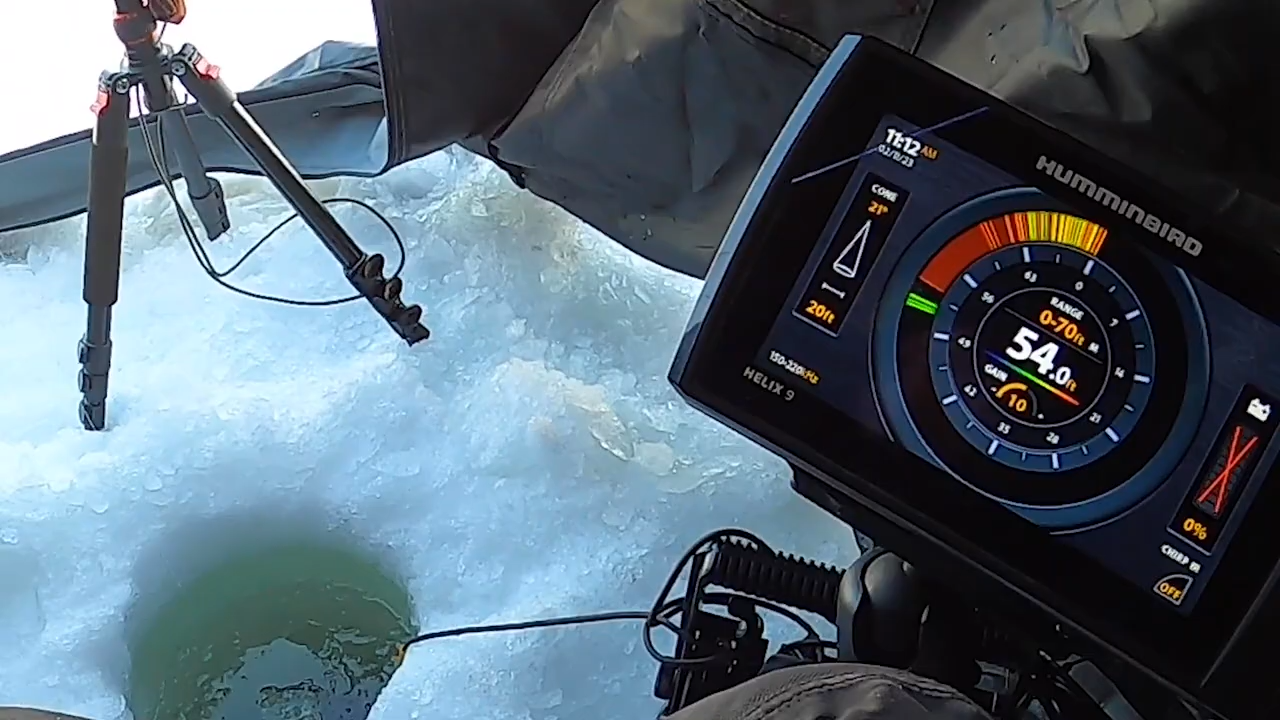 HUMMINBIRD
11:12 AM
CONE
21°
20ft
150-220kHz
HELIX 9
63
0
7
14
21
28
35
42
49
56
RANGE
0-70ft M
54.0ft
GAIN
- 10 +
0%
CHIRP
OFF